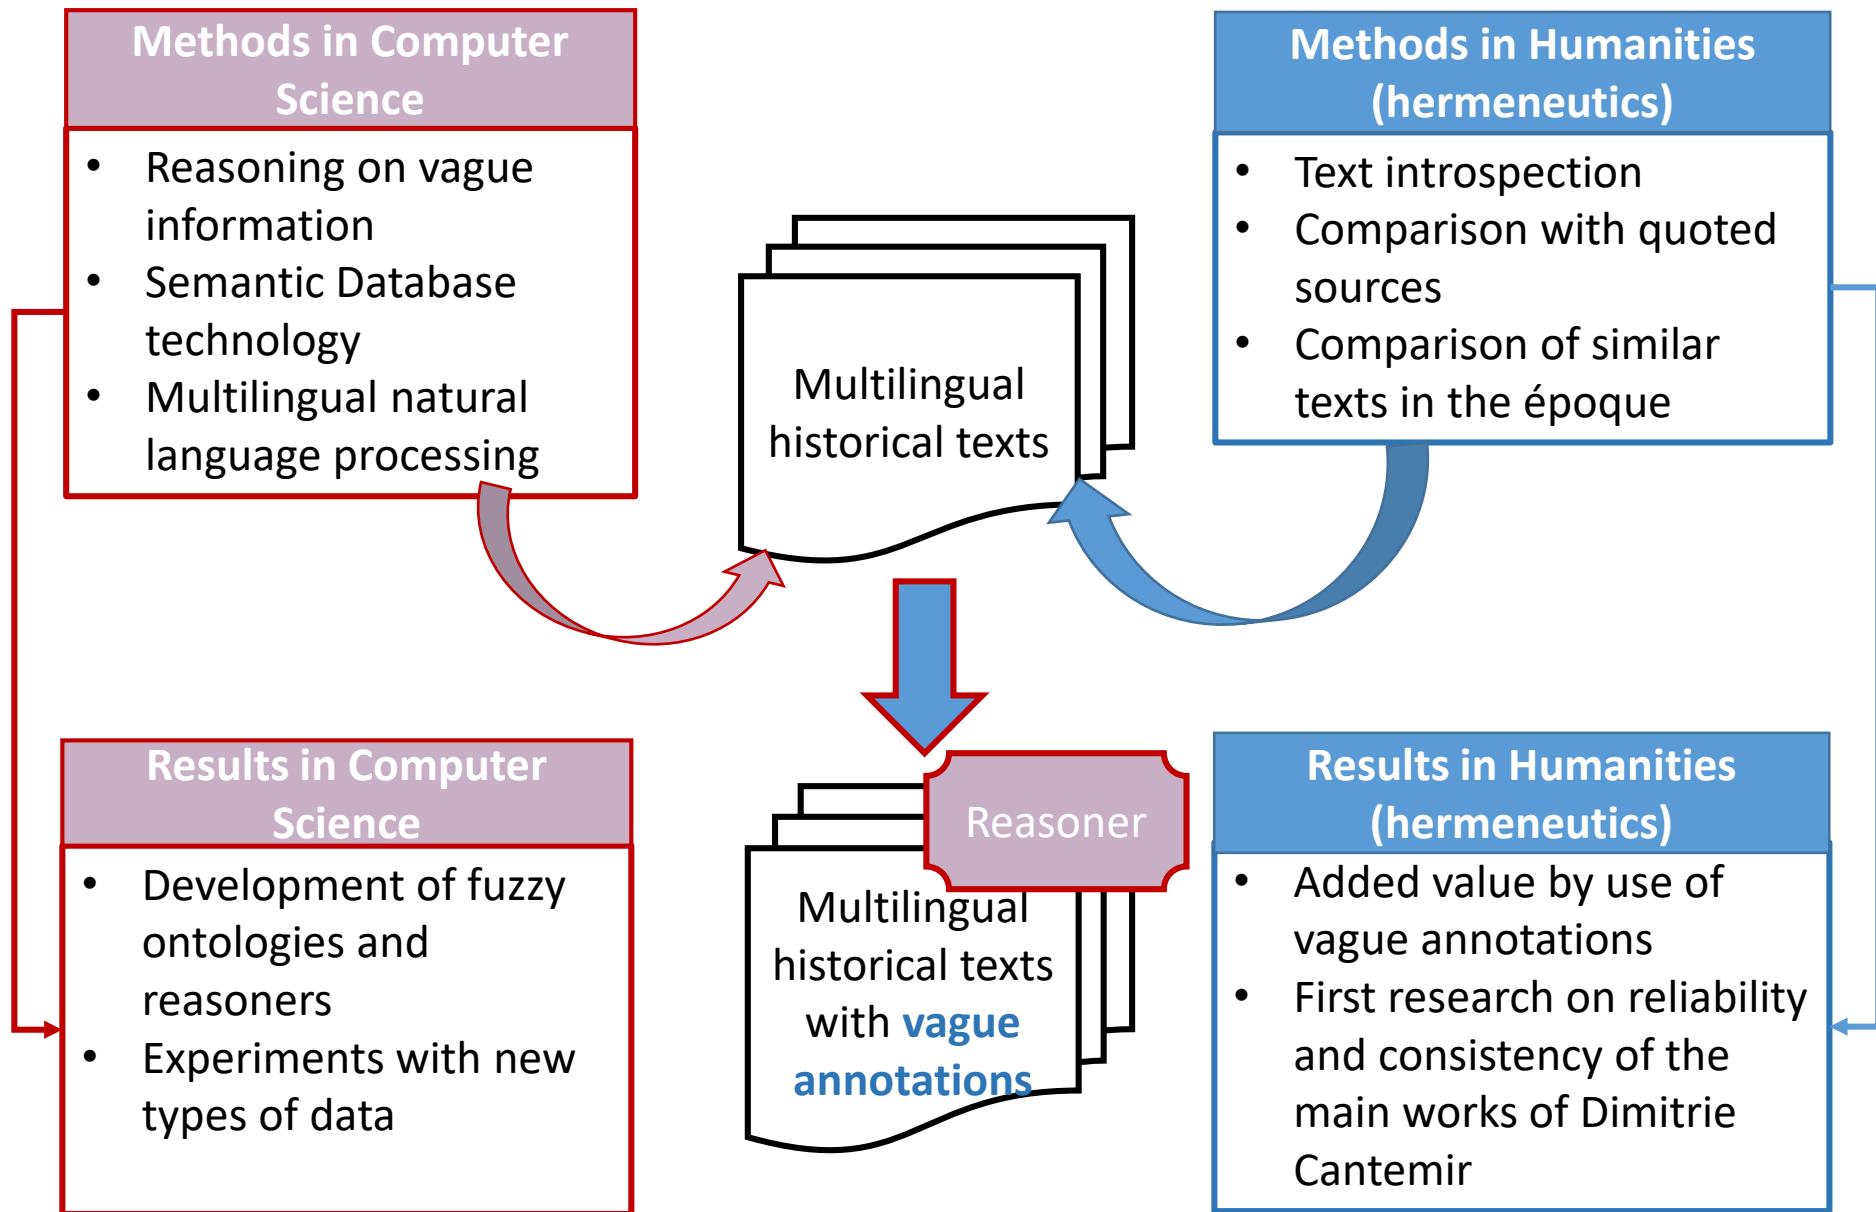 Methods in Computer
Science
• Reasoning on vague
information
• Semantic Database
technology
• Multilingual natural
language processing
Multilingual
historical texts
Methods in Humanities
(hermeneutics)
• Text introspection
• Comparison with quoted
sources
• Comparison of similar
texts in the époque
Results in Computer
Science
• Development of fuzzy
ontologies and
reasoners
• Experiments with new
types of data
Reasoner
Multilingual
historical texts
with vague
annotations
Results in Humanities
(hermeneutics)
• Added value by use of
vague annotations
• First research on reliability
and consistency of the
main works of Dimitrie
Cantemir